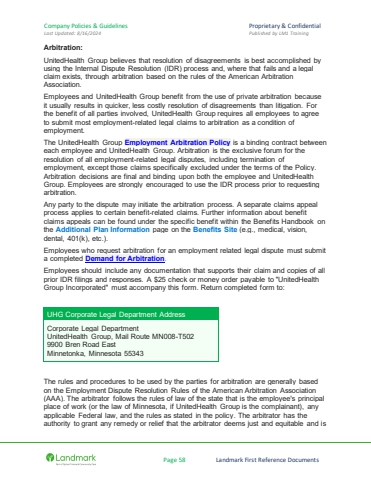 Company Policies & Guidelines
Proprietary & Confidential
Last Updated 8/16/2024
Published by LMS Training
Arbitration:
UnitedHealth Group believes that resolution of disagreements is best accomplished by
using the Internal Dispute Resolution (IDR) process and, where that fails and a legal
claim exists, through arbitration based on the rules of the American Arbitration
Association.
Employees and UnitedHealth Group benefit from the use of private arbitration because
it usually results in quicker, less costly resolution of disagreements than litigation. For
the benefit of all parties involved, UnitedHealth Group requires all employees to agree
to submit most employment-related legal claims to arbitration as a condition of
employment.
The UnitedHealth Group Employment Arbitration Policy is a binding contract between
each employee and UnitedHealth Group. Arbitration is the exclusive forum for the
resolution of all employment-related legal disputes, including termination of
employment, except those claims specifically excluded under the terms of the Policy.
Arbitration decisions are final and binding upon both the employee and UnitedHealth
Group. Employees are strongly encouraged to use the IDR process prior to requesting
arbitration.
Any party to the dispute may initiate the arbitration process. A separate claims appeal
process applies to certain benefit-related claims. Further information about benefit
claims appeals can be found under the specific benefit within the Benefits Handbook on
the Additional Plan Information page on the Benefits Site (e.g., medical, vision,
dental, 401(k), etc.).
Employees who request arbitration for an employment related legal dispute must submit
a completed Demand for Arbitration.
Employees should include any documentation that supports their claim and copies of all
prior IDR filings and responses. A $25 check or money order payable to "UnitedHealth
Group Incorporated" must accompany this form. Return completed form to:
UHG Corporate Legal Department Address
Corporate Legal Department
UnitedHealth Group, Mail Route MN008-T502
9900 Bren Road East
Minnetonka, Minnesota 55343
The rules and procedures to be used by the parties for arbitration are generally based
on the Employment Dispute Resolution Rules of the American Arbitration Association
(AAA). The arbitrator follows the rules of law of the state that is the employee's principal
place of work (or the law of Minnesota, if UnitedHealth Group is the complainant), any
applicable Federal law, and the rules as stated in the policy. The arbitrator has the
authority to grant any remedy or relief that the arbitrator deems just and equitable and is
Landmark
Page 58
Landmark First Reference Documents